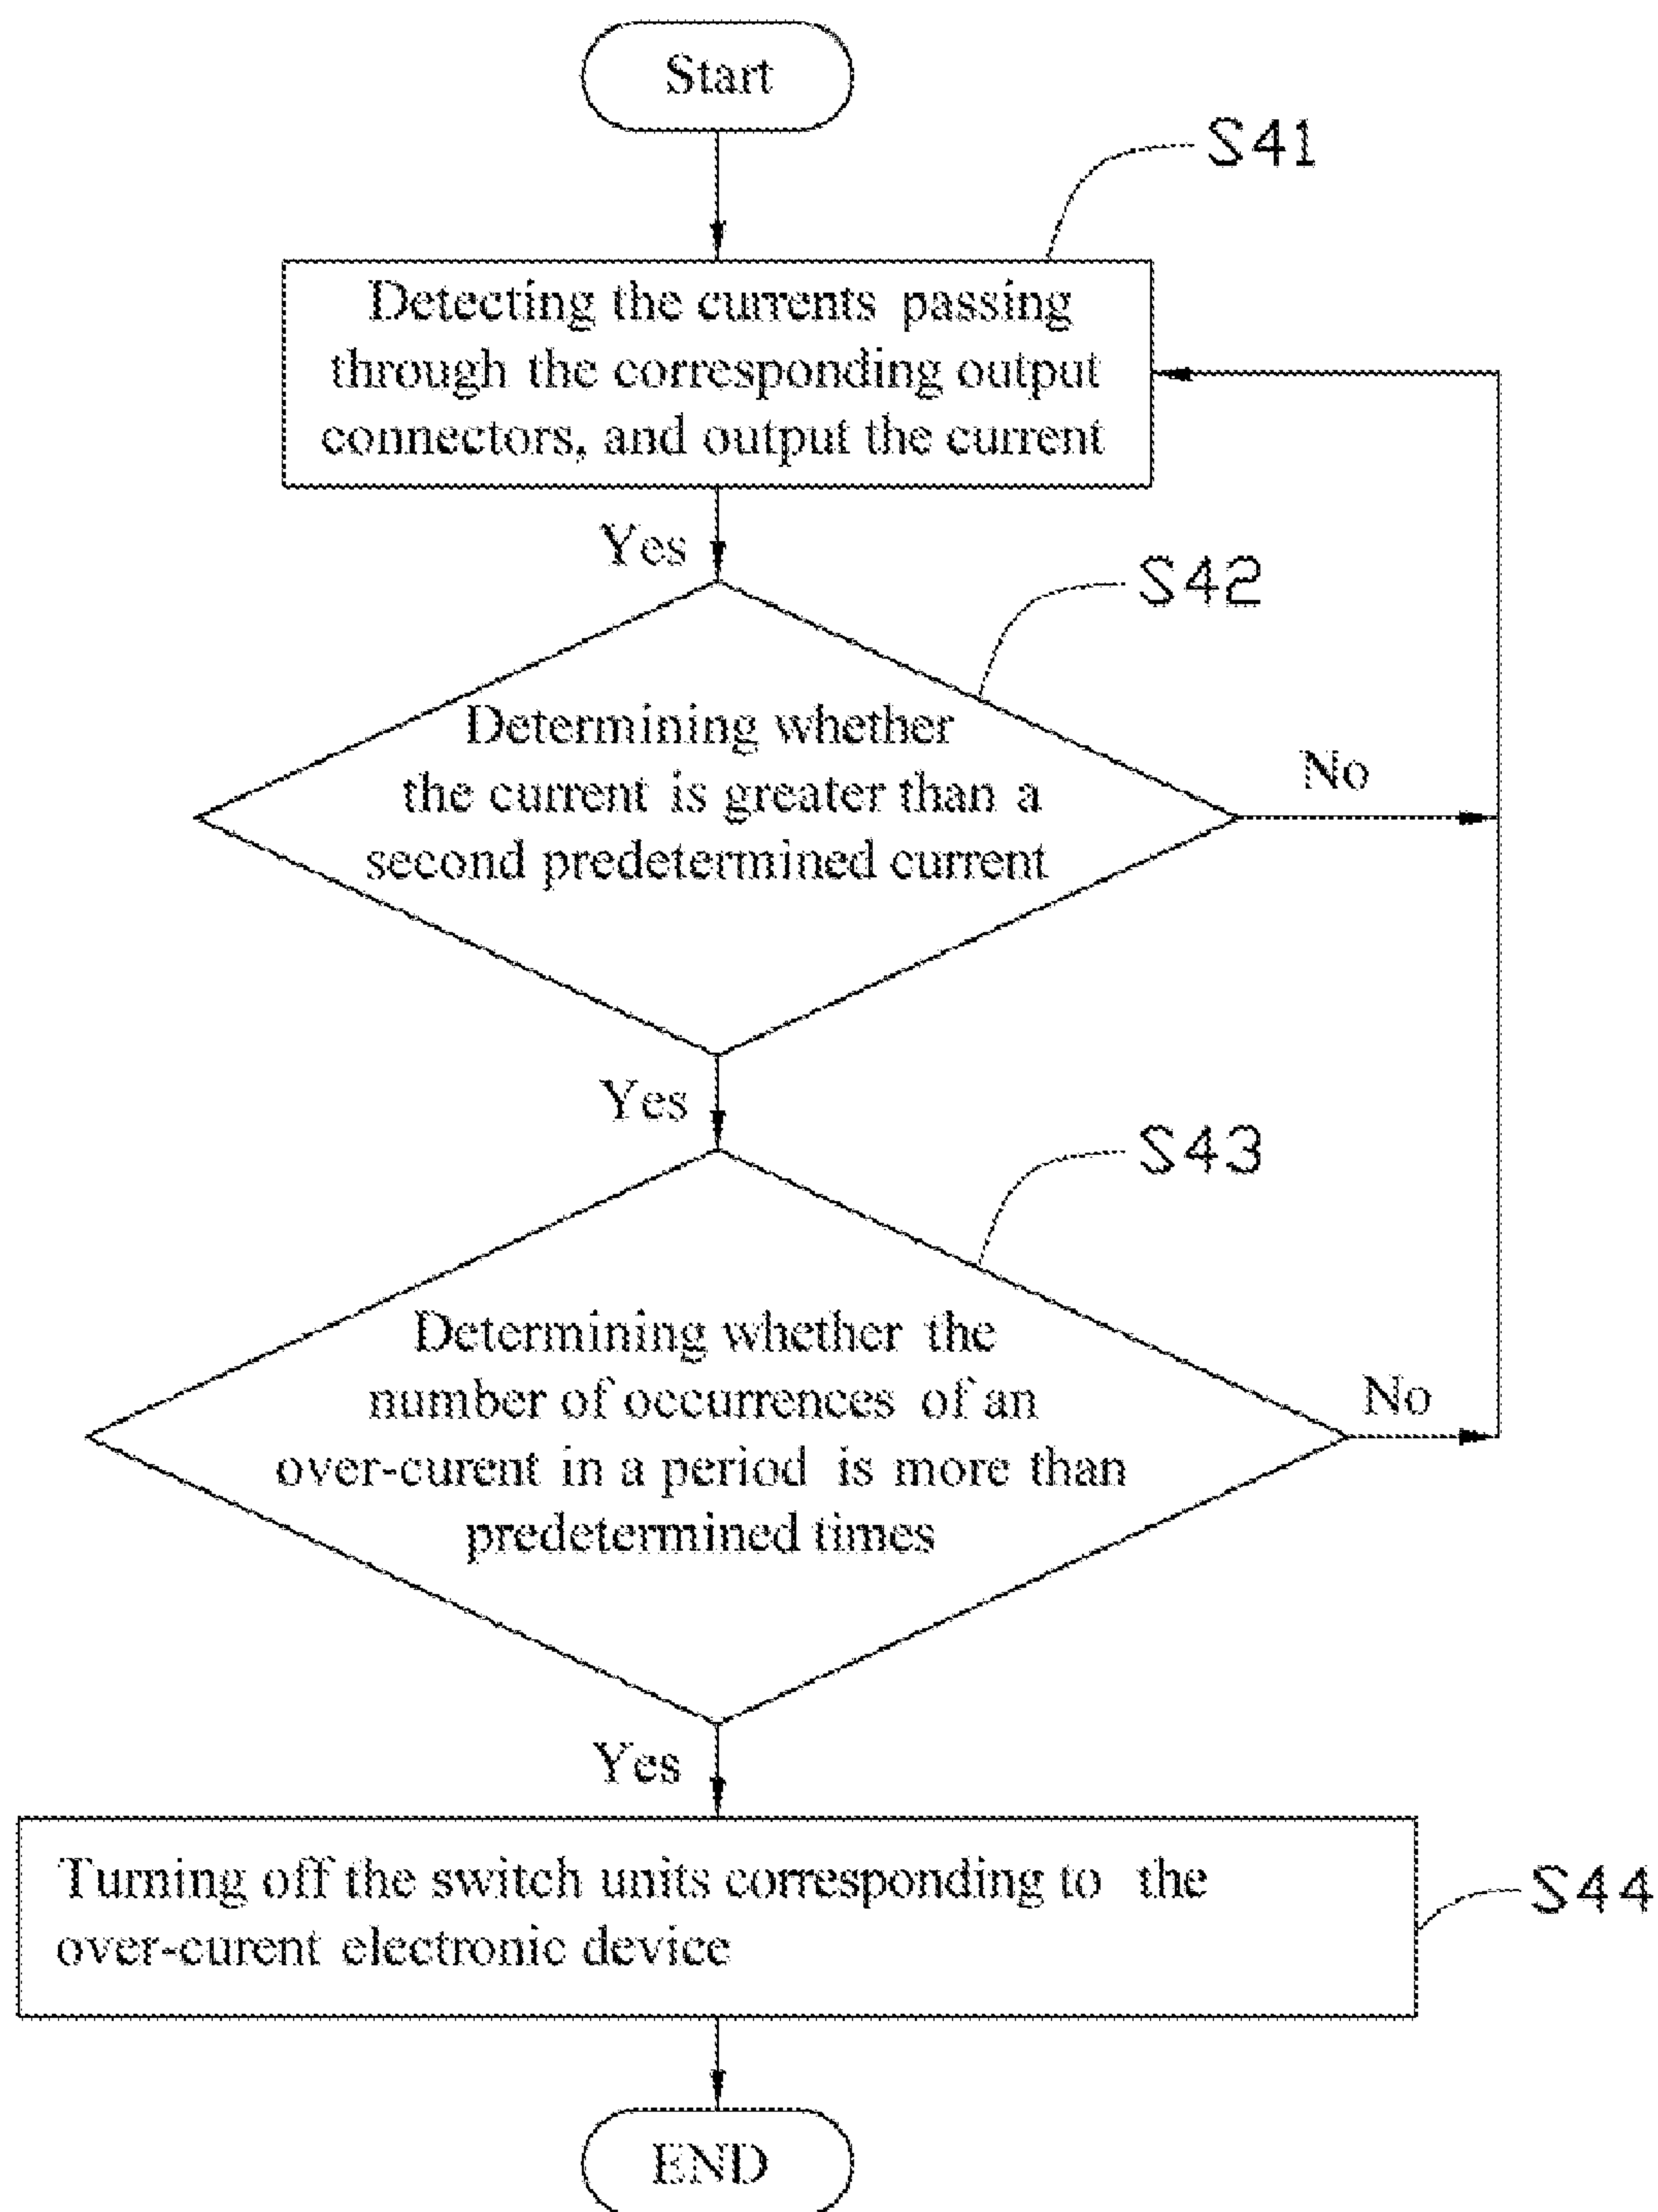 Start
S41
Detecting the currents passing
through the corresponding output
connectors, and output the current
Yes
S42
Determining whether
the current is greater than a
second predetermined current
No
Yes
S43
Determining whether the
number of occurrences of an
over-curent in a period is more than
predetermined times
No
Yes
Turning off the switch units corresponding to the
over-curent electronic device
S44
END